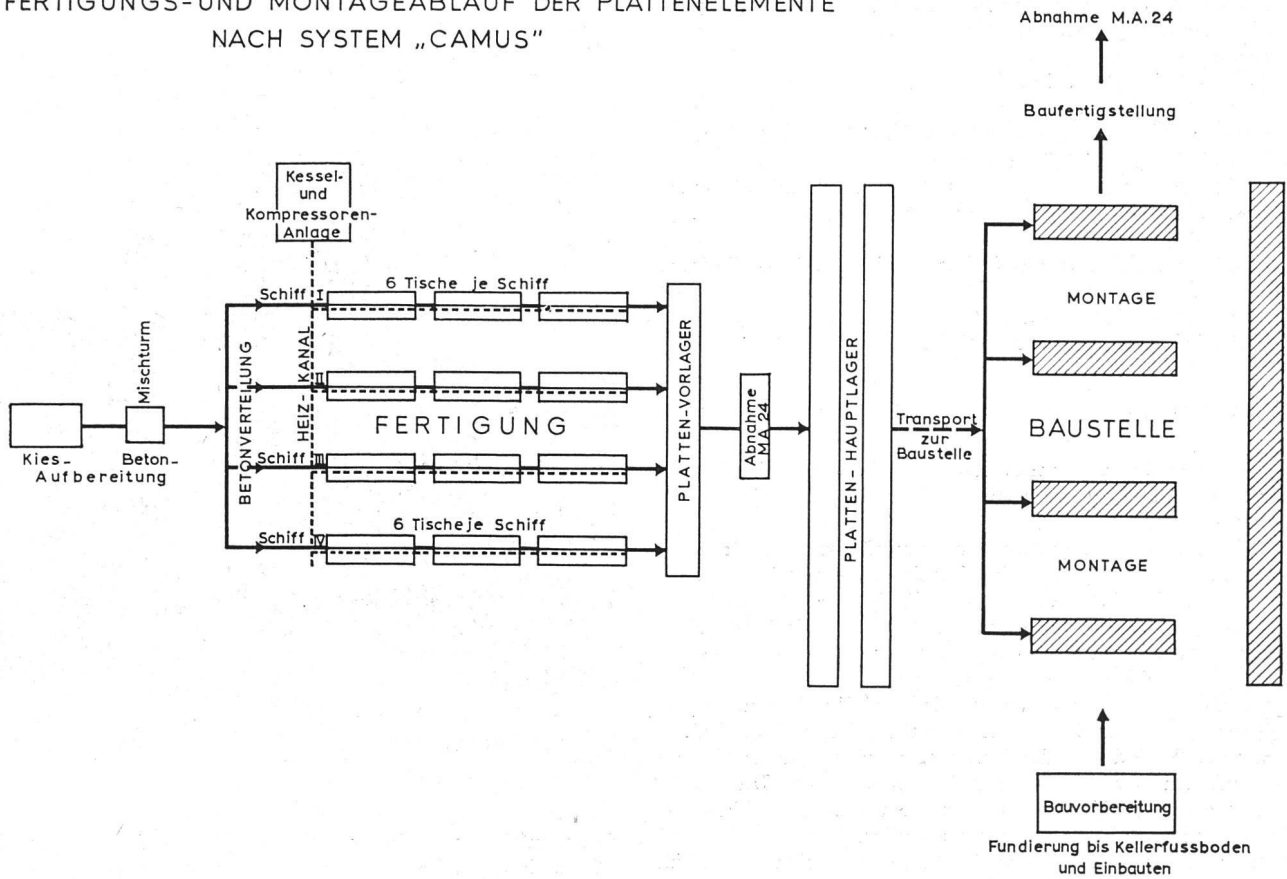 FERTIGUNGS-UND MONTAGEABLAUF DER PLATTENELEMENTE
NACH SYSTEM „CAMUS"
Abnahme M.A.24
Baufertigstellung
Kessel-
und
Kompressoren-
Anlage
6 Tische je Schiff
Schiff I
MONTAGE
Mischturm
BETONVERTEILUNG
HEIZ-KANAL
II
FERTIGUNG
PLATTEN-VORLAGER
Abnahme
MA 24
PLATTEN-HAUPTLAGER
Transport
zur
Baustelle
BAUSTELLE
Kies-
Aufbereitung
Beton-
Schiff III
6 Tische je Schiff
Schiff IV
MONTAGE
Bauvorbereitung
Fundierung bis Kellerfussboden
und Einbauten